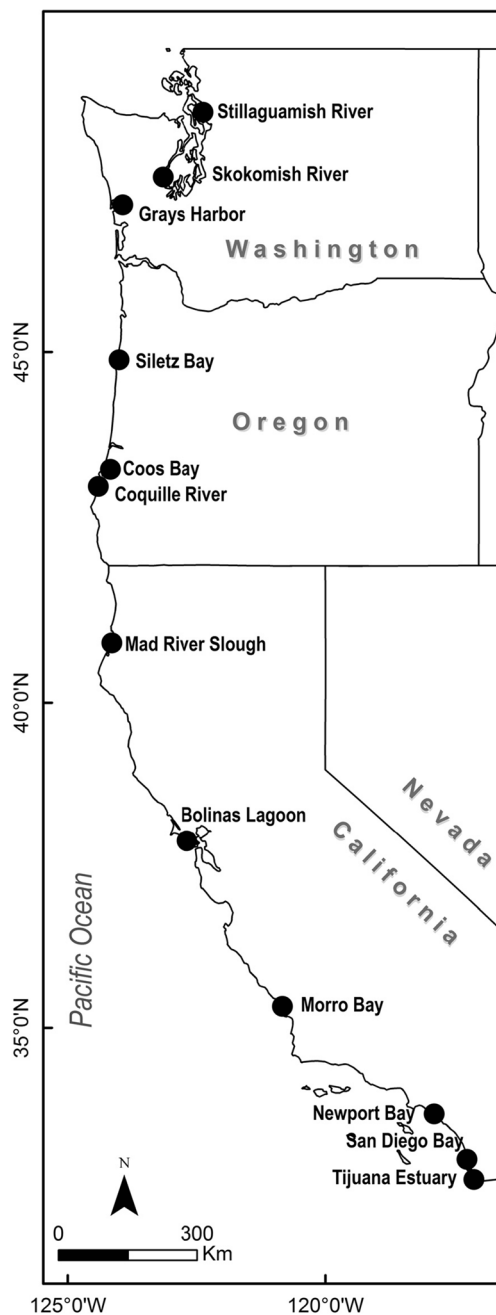 Stillaguamish River
Skokomish River
Grays Harbor
Washington
45°0'N
Siletz Bay
Oregon
Coos Bay
Coquille River
Mad River Slough
40°0'N
Nevada
Bolinas Lagoon
California
Pacific Ocean
35°0'N
Morro Bay
Newport Bay
San Diego Bay
Tijuana Estuary
N
0 300
Km
125°0'W 120°0'W